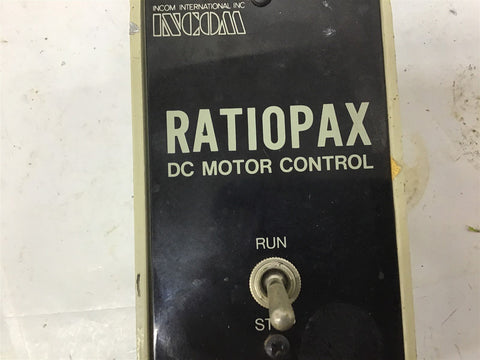 INCOM INTERNATIONAL INC
INCOM
RATIOPAX
DC MOTOR CONTROL
RUN